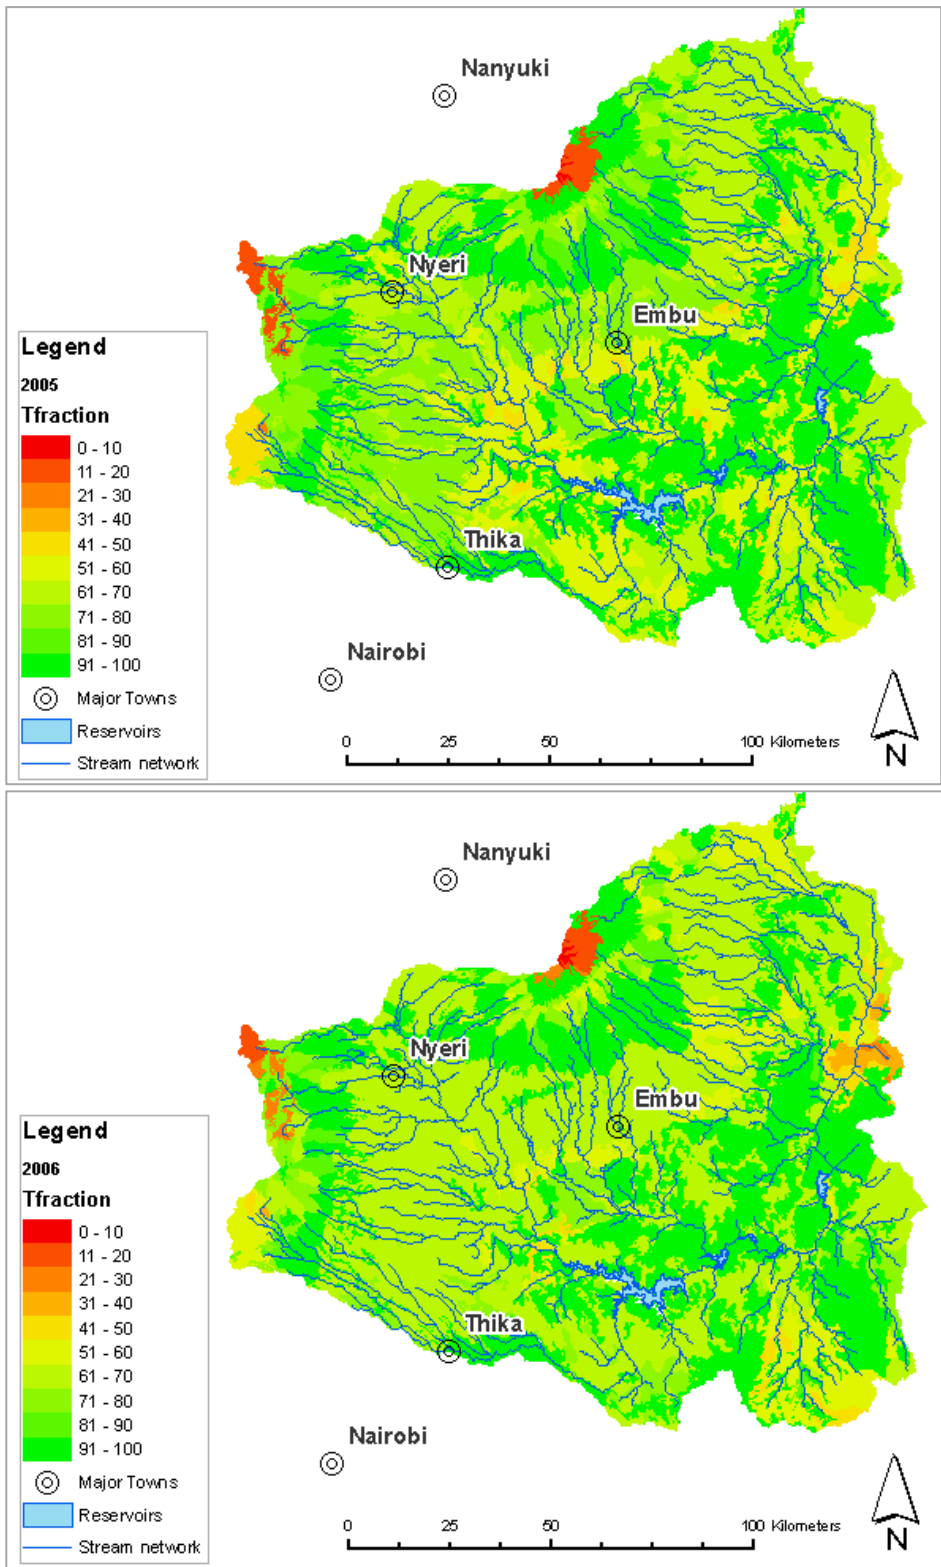 Nanyuki
Nyeri
Embu
Legend
2005
Tfraction
0 - 10
11 - 20
21 - 30
31 - 40
41 - 50
51 - 60
61 - 70
71 - 80
81 - 90
91 - 100
Major Towns
Reservoirs
Stream network
Thika
Nairobi
0 25 50 100 Kilometers
N
Nanyuki
Nyeri
Embu
Legend
2006
Tfraction
0 - 10
11 - 20
21 - 30
31 - 40
41 - 50
51 - 60
61 - 70
71 - 80
81 - 90
91 - 100
Major Towns
Reservoirs
Stream network
Thika
Nairobi
0 25 50 100 Kilometers
N